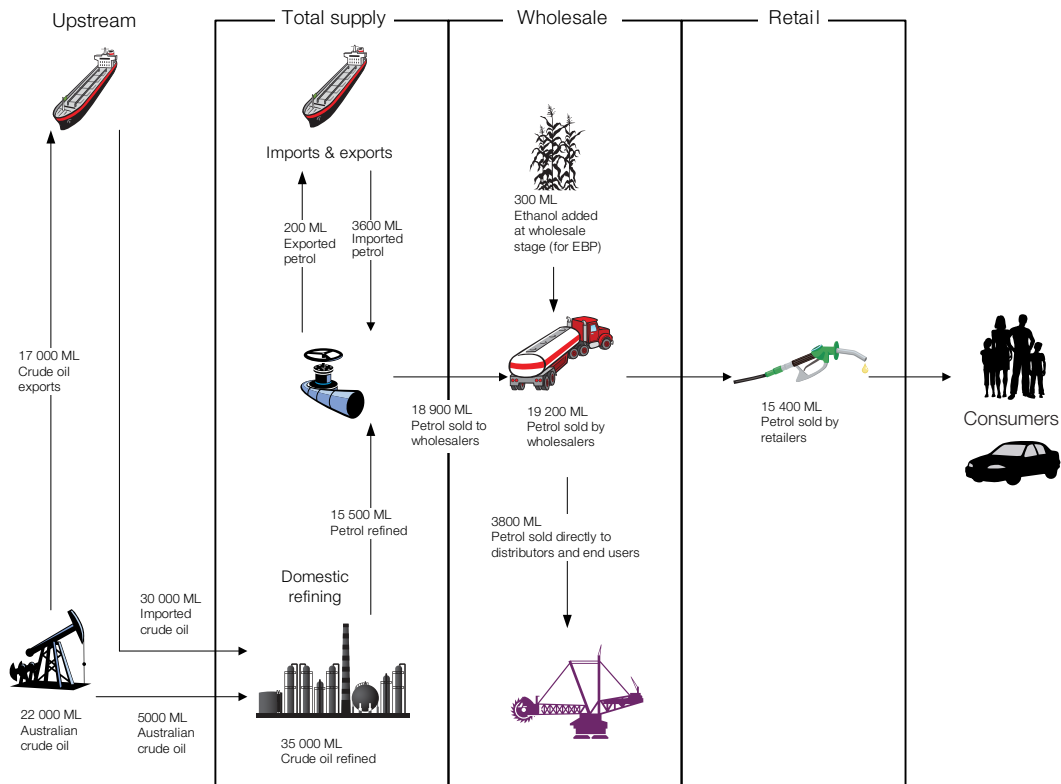 Upstream
Total supply
Wholesale
Retail
Imports & exports
300 ML
Ethanol added
at wholesale
stage (for EBP)
200 ML
Exported
petrol
3600 ML
Imported
petrol
17 000 ML
Crude oil
exports
18 900 ML
Petrol sold to
wholesalers
19 200 ML
Petrol sold by
wholesalers
15 400 ML
Petrol sold by
retailers
Consumers
15 500 ML
Petrol refined
3800 ML
Petrol sold directly to
distributors and end users
Domestic
refining
30 000 ML
Imported
crude oil
22 000 ML
Australian
crude oil
5000 ML
Australian
crude oil
35 000 ML
Crude oil refined